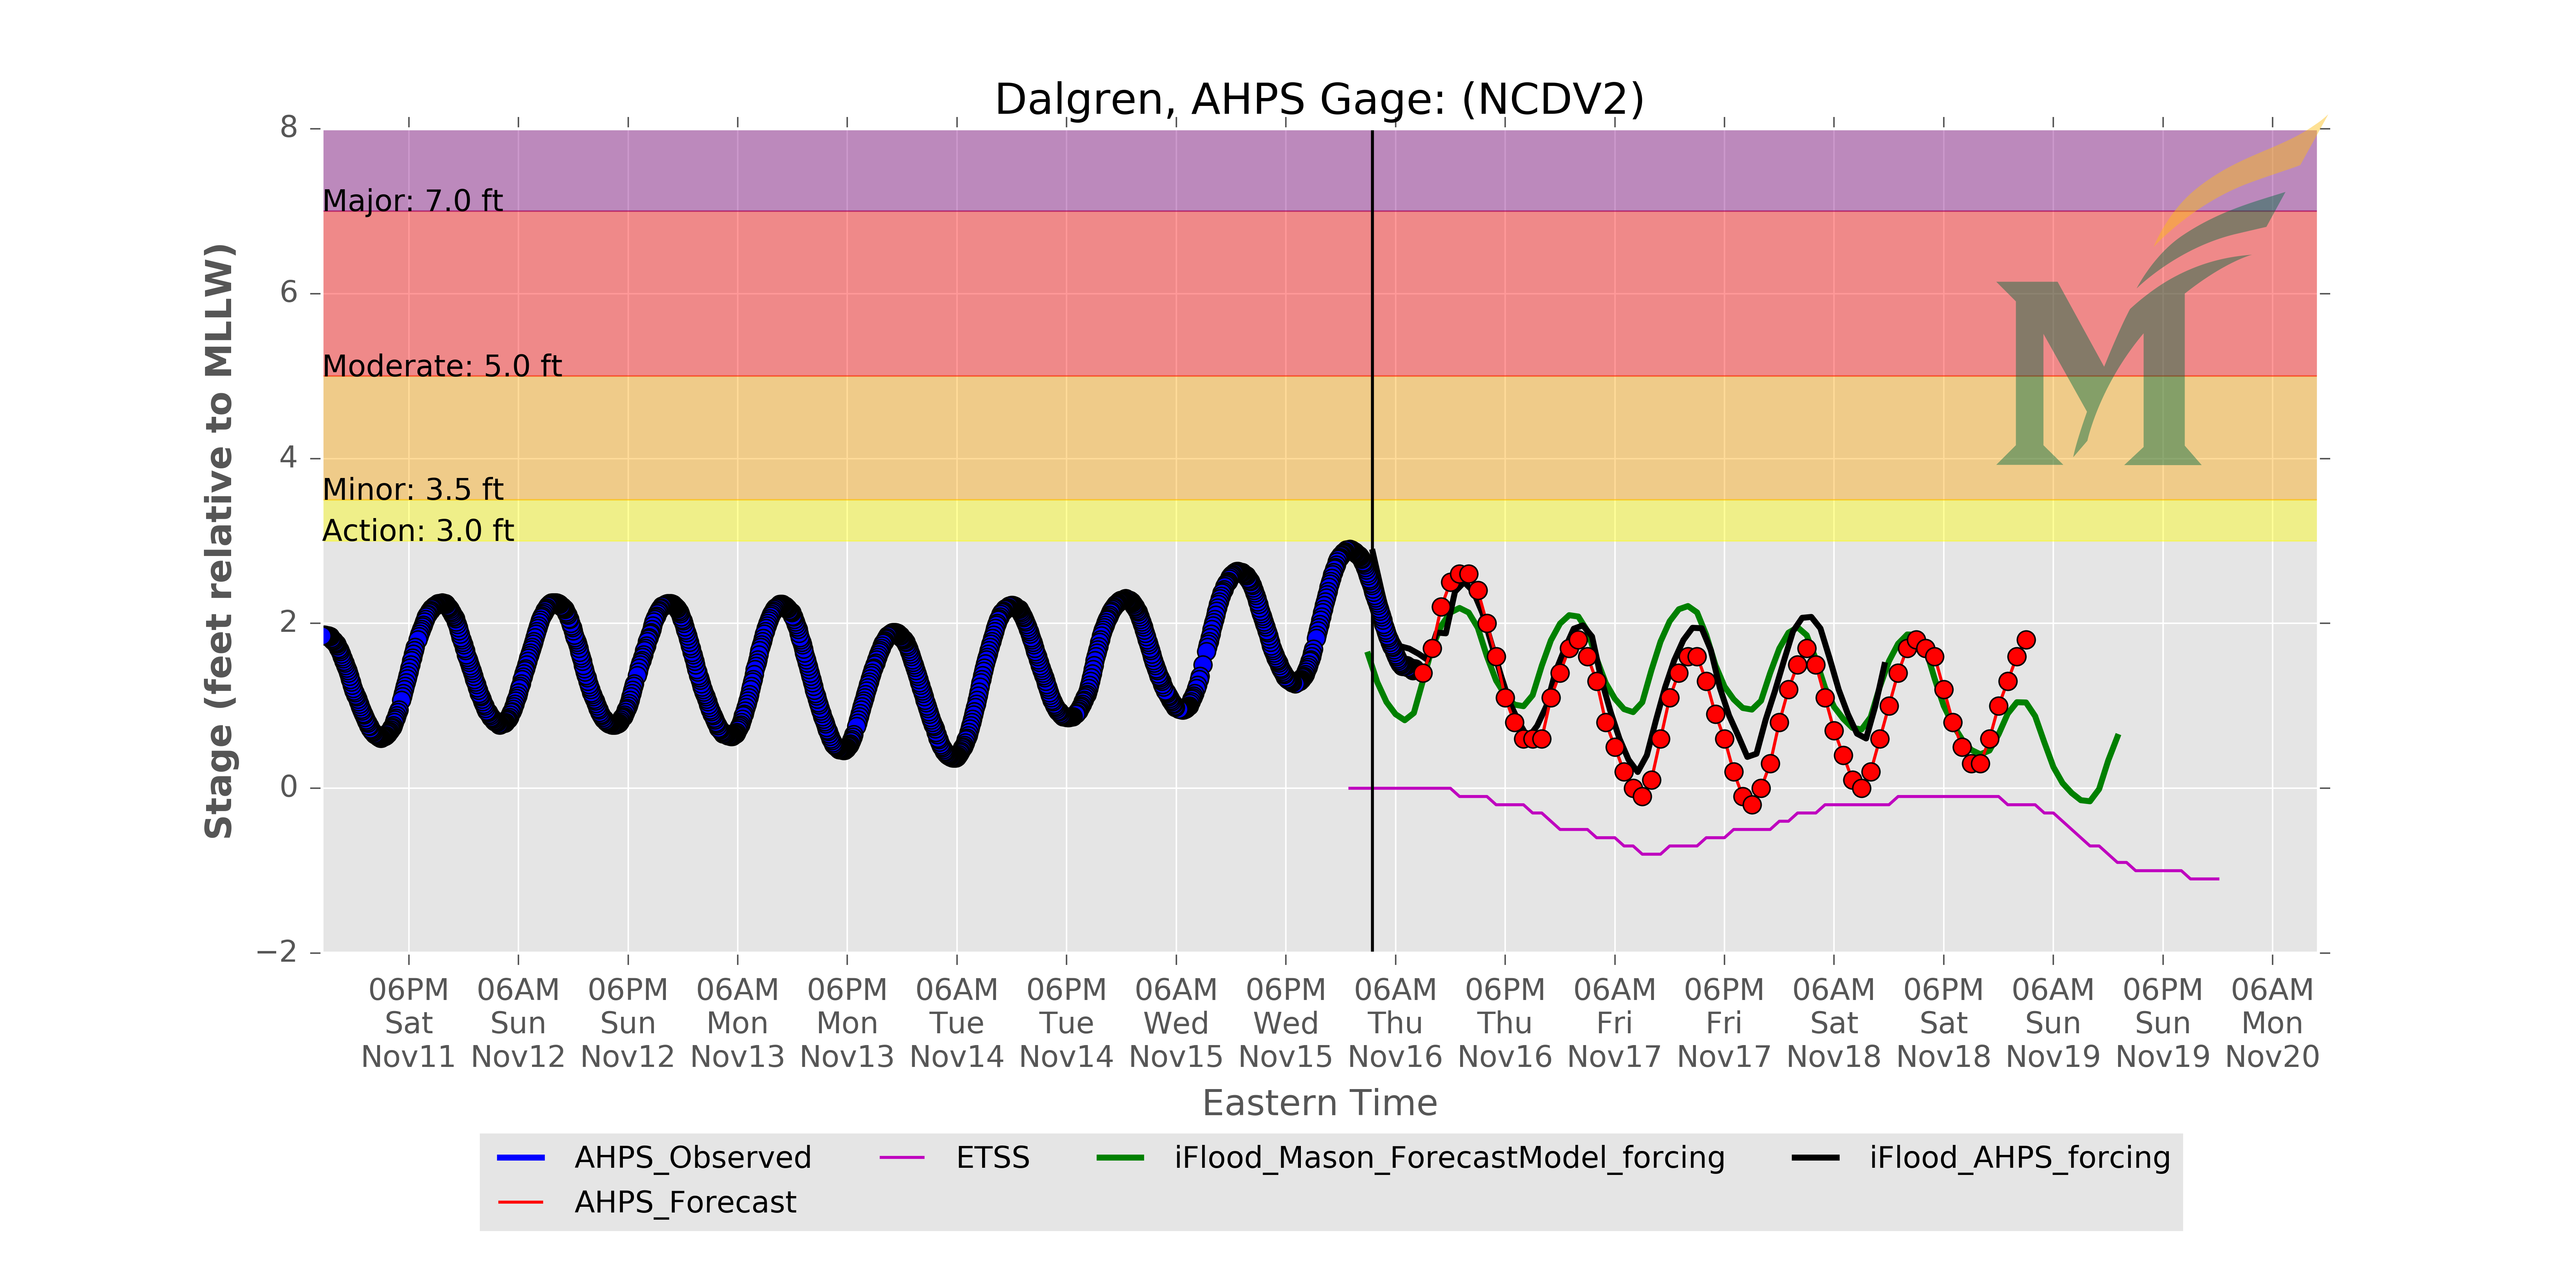 Dalgren, AHPS Gage: (NCDV2)
Stage (feet relative to MLLW)
8
6
4
2
0
−2
Major: 7.0 ft
Moderate: 5.0 ft
Minor: 3.5 ft
Action: 3.0 ft
M
06PM 06AM 06PM 06AM 06PM 06AM 06PM 06AM 06PM 06AM 06PM 06AM 06PM 06AM 06PM 06AM 06PM 06AM
Sat Sun Sun Mon Mon Tue Tue Wed Wed Thu Thu Fri Fri Sat Sat Sun Sun Mon
Nov11 Nov12 Nov12 Nov13 Nov13 Nov14 Nov14 Nov15 Nov15 Nov16 Nov16 Nov17 Nov17 Nov18 Nov18 Nov19 Nov19 Nov20
Eastern Time
AHPS_Observed ETSS iFlood_Mason_ForecastModel_forcing iFlood_AHPS_forcing
AHPS_Forecast